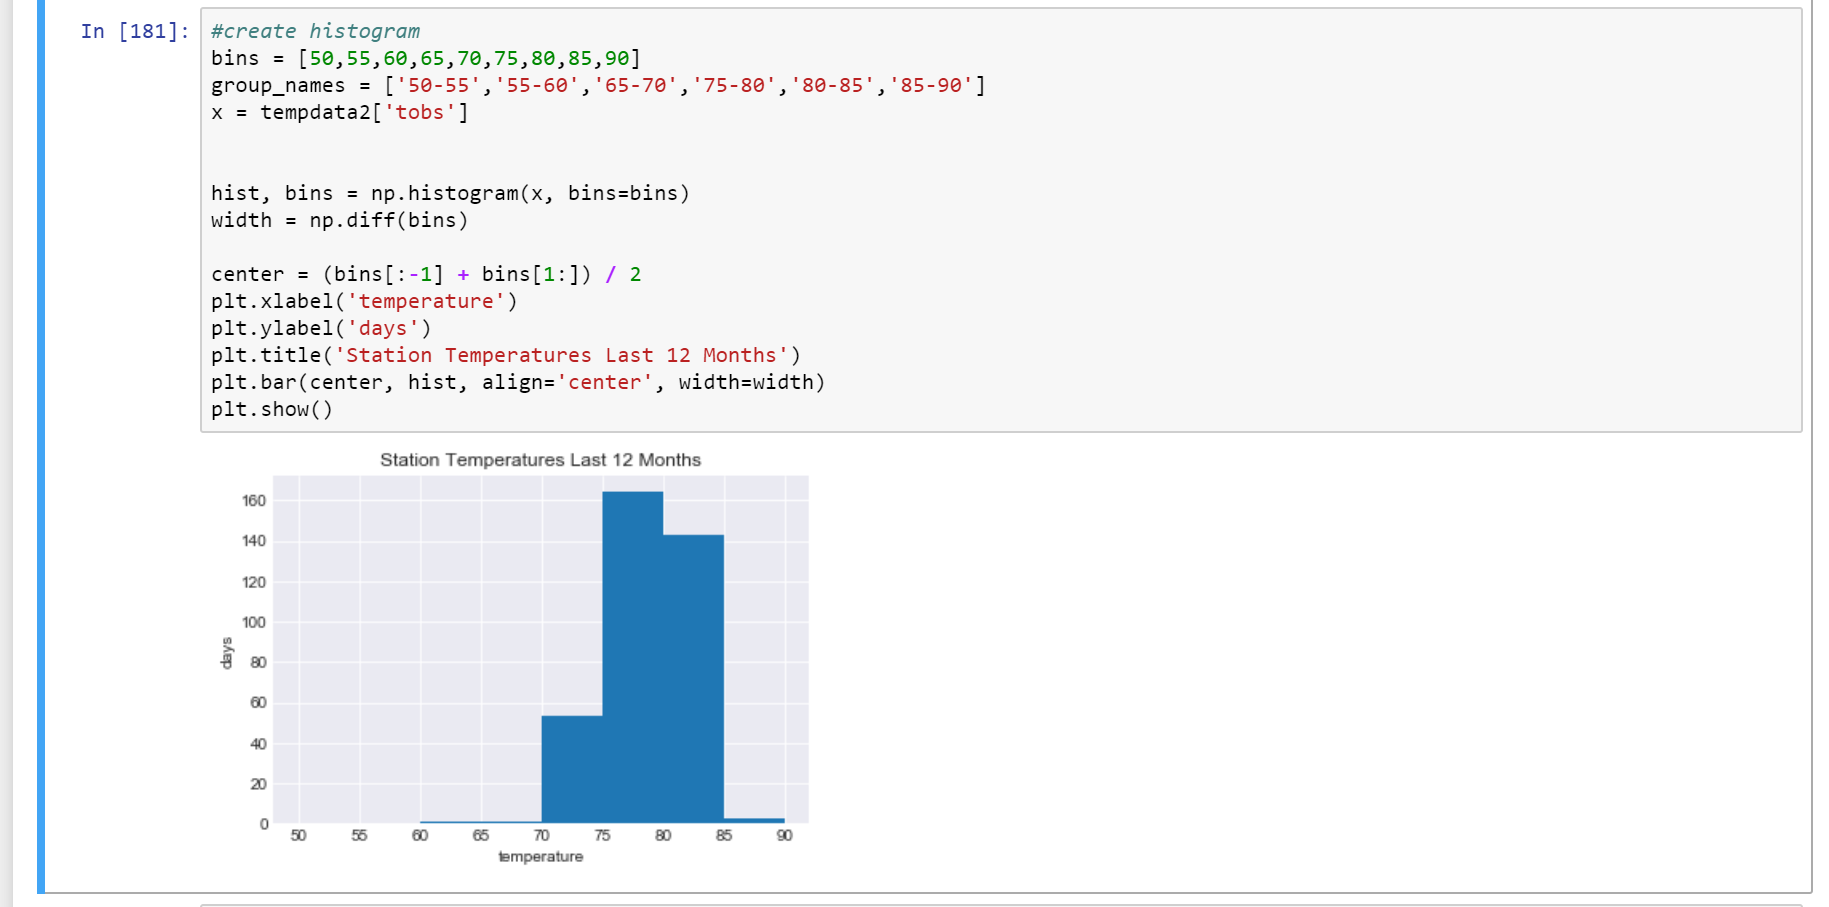 In [181]:
#create histogram
bins = [50,55,60,65,70,75,80,85,90]
group_names = ['50-55','55-60','65-70','75-80','80-85','85-90']
x = tempdata2['tobs']
hist, bins = np.histogram(x, bins=bins)
width = np.diff(bins)
center = (bins[:-1] + bins[1:]) / 2
plt.xlabel('temperature')
plt.ylabel('days')
plt.title('Station Temperatures Last 12 Months')
plt.bar(center, hist, align='center', width=width)
plt.show()
Station Temperatures Last 12 Months
160
140
120
100
80
60
40
20
0
days
50 55 60 65 70 75 80 85 90
temperature